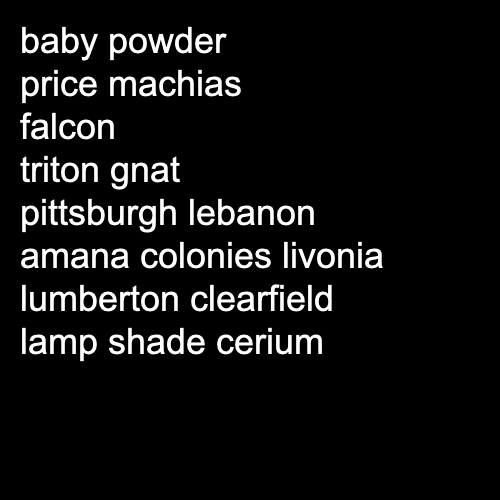 baby powder
price machias
falcon
triton gnat
pittsburgh lebanon
amana colonies livonia
lumberton clearfield
lamp shade cerium